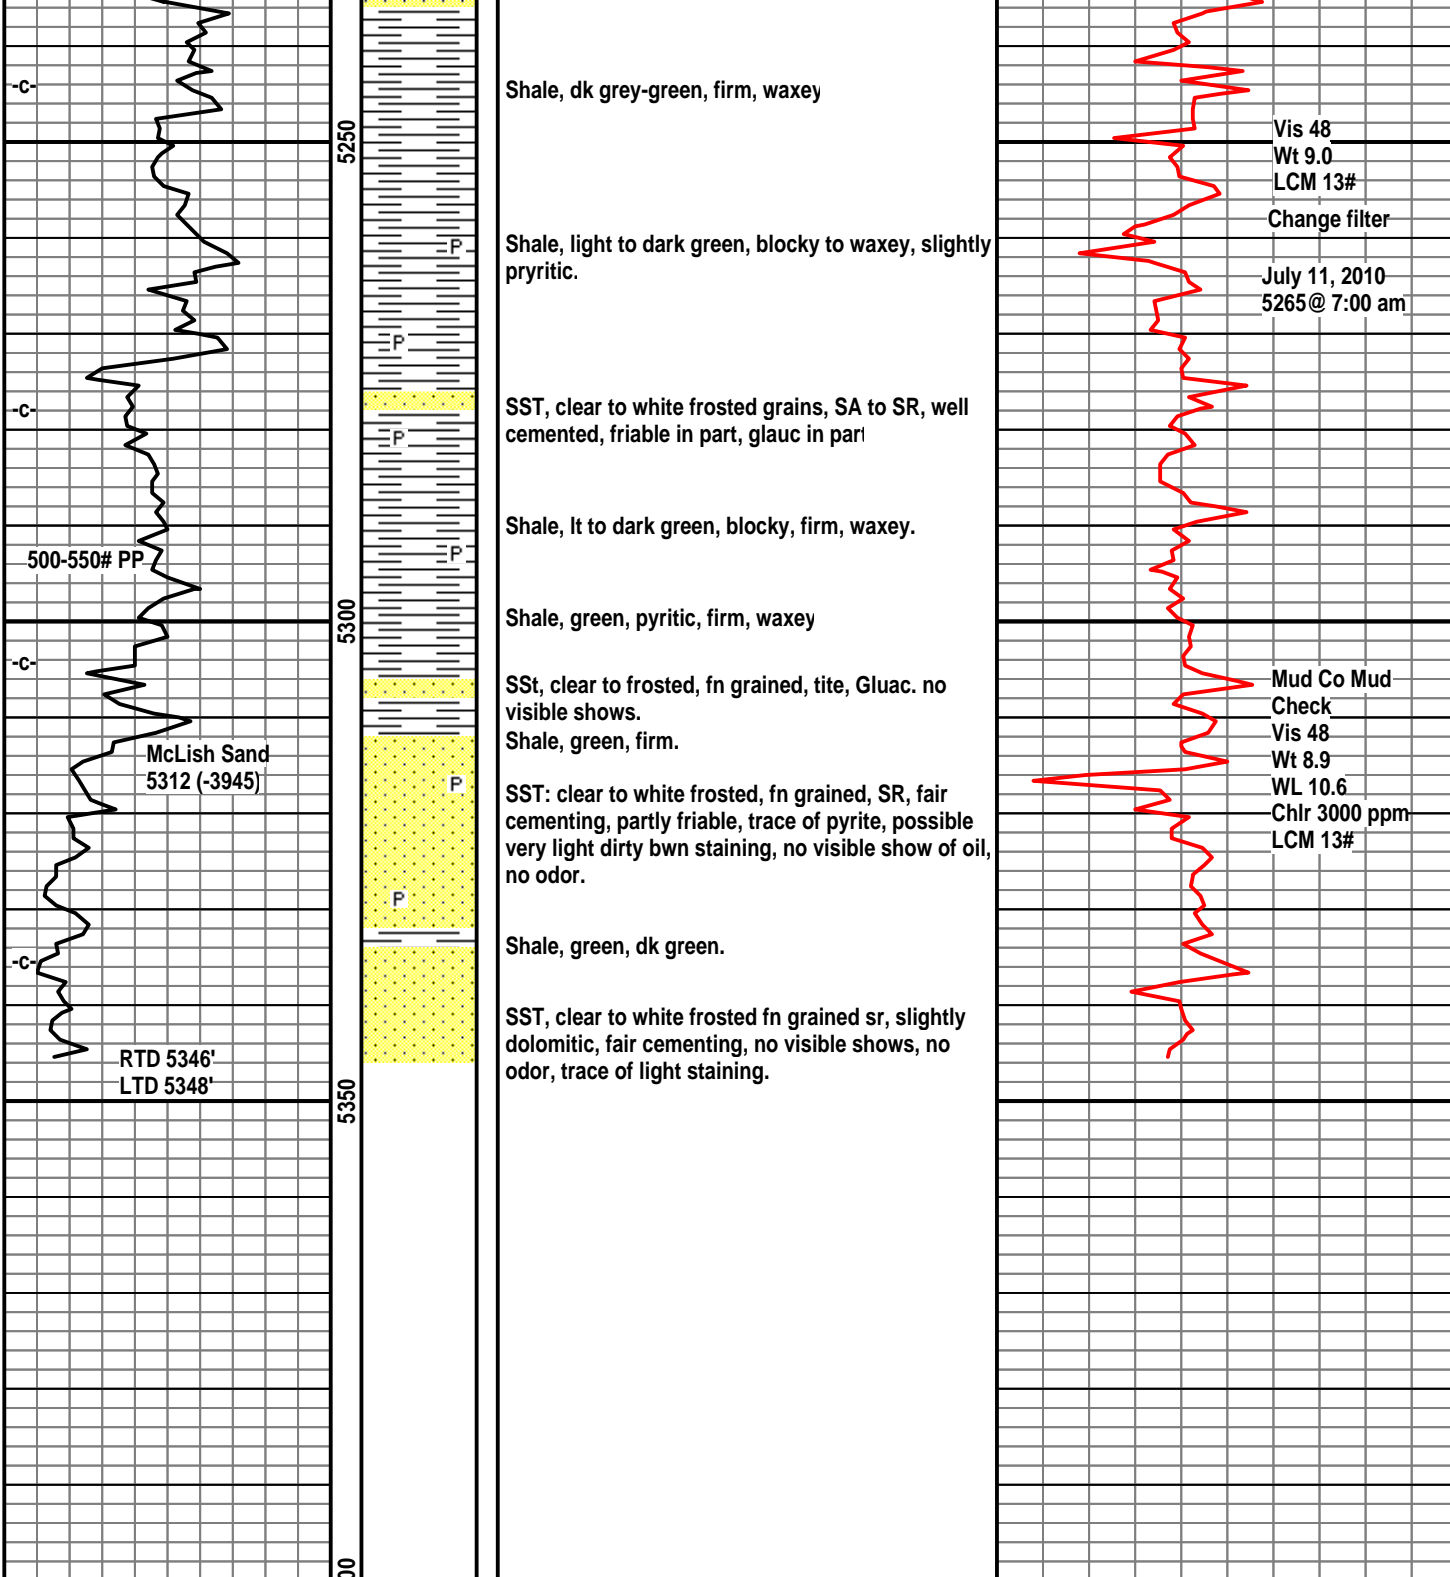 -c-
Shale, dk grey-green, firm, waxey
5250
Vis 48
Wt 9.0
LCM 13#
Change filter
P
Shale, light to dark green, blocky to waxey, slightly
pryritic.
July 11, 2010
5265@ 7:00 am
P
-c-
SST, clear to white frosted grains, SA to SR, well
cemented, friable in part, glauc in part
P
Shale, lt to dark green, blocky, firm, waxey.
500-550# PP
P
5300
Shale, green, pyritic, firm, waxey
-c-
SSt, clear to frosted, fn grained, tite, Gluac. no
visible shows.
Shale, green, firm.
Mud Co Mud
Check
Vis 48
Wt 8.9
WL 10.6
Chlr 3000 ppm
LCM 13#
McLish Sand
5312 (-3945)
P
SST: clear to white frosted, fn grained, SR, fair
cementing, partly friable, trace of pyrite, possible
very light dirty bwn staining, no visible show of oil,
no odor.
P
Shale, green, dk green.
-c-
SST, clear to white frosted fn grained sr, slightly
dolomitic, fair cementing, no visible shows, no
odor, trace of light staining.
RTD 5346'
LTD 5348'
5350